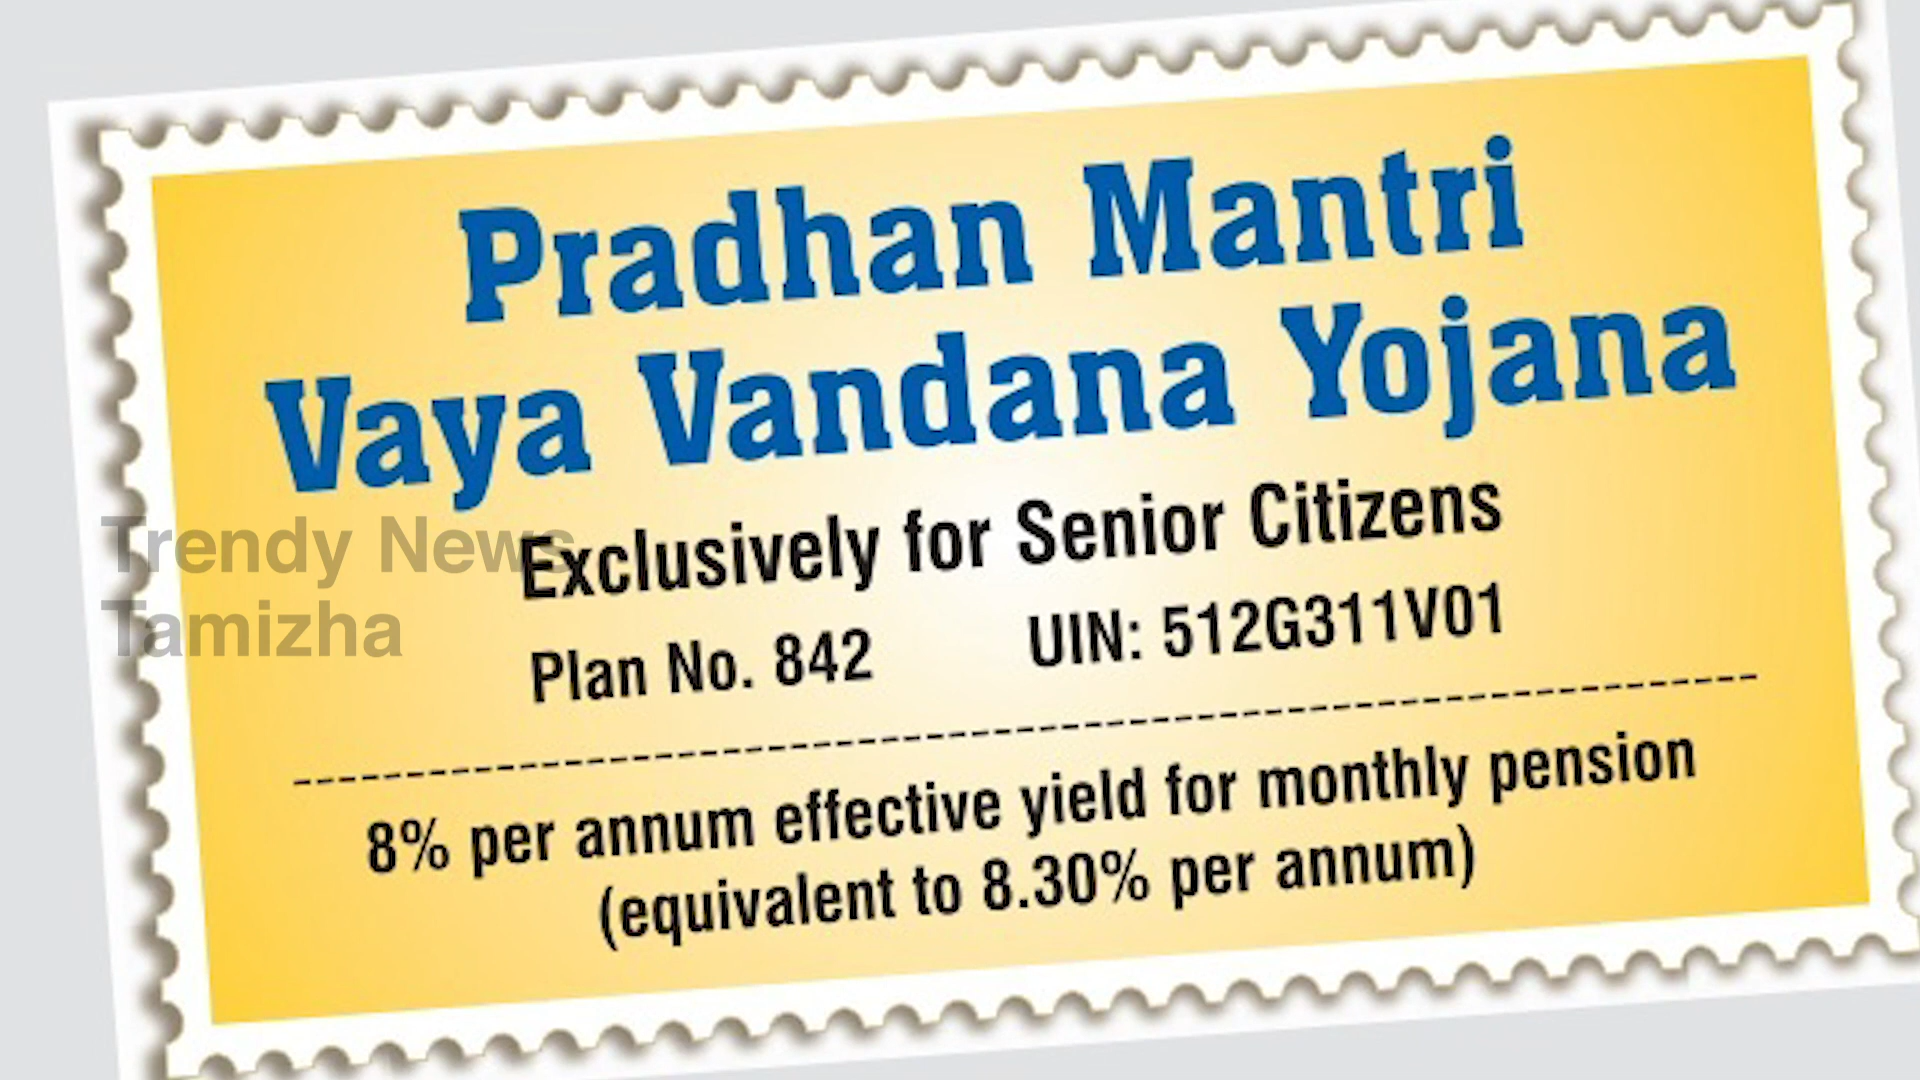 Pradhan Mantri
Vaya Vandana Yojana
Exclusively for Senior Citizens
Plan No. 842 UIN: 512G311V01
8% per annum effective yield for monthly pension
(equivalent to 8.30% per annum)
Trendy News
Tamizha